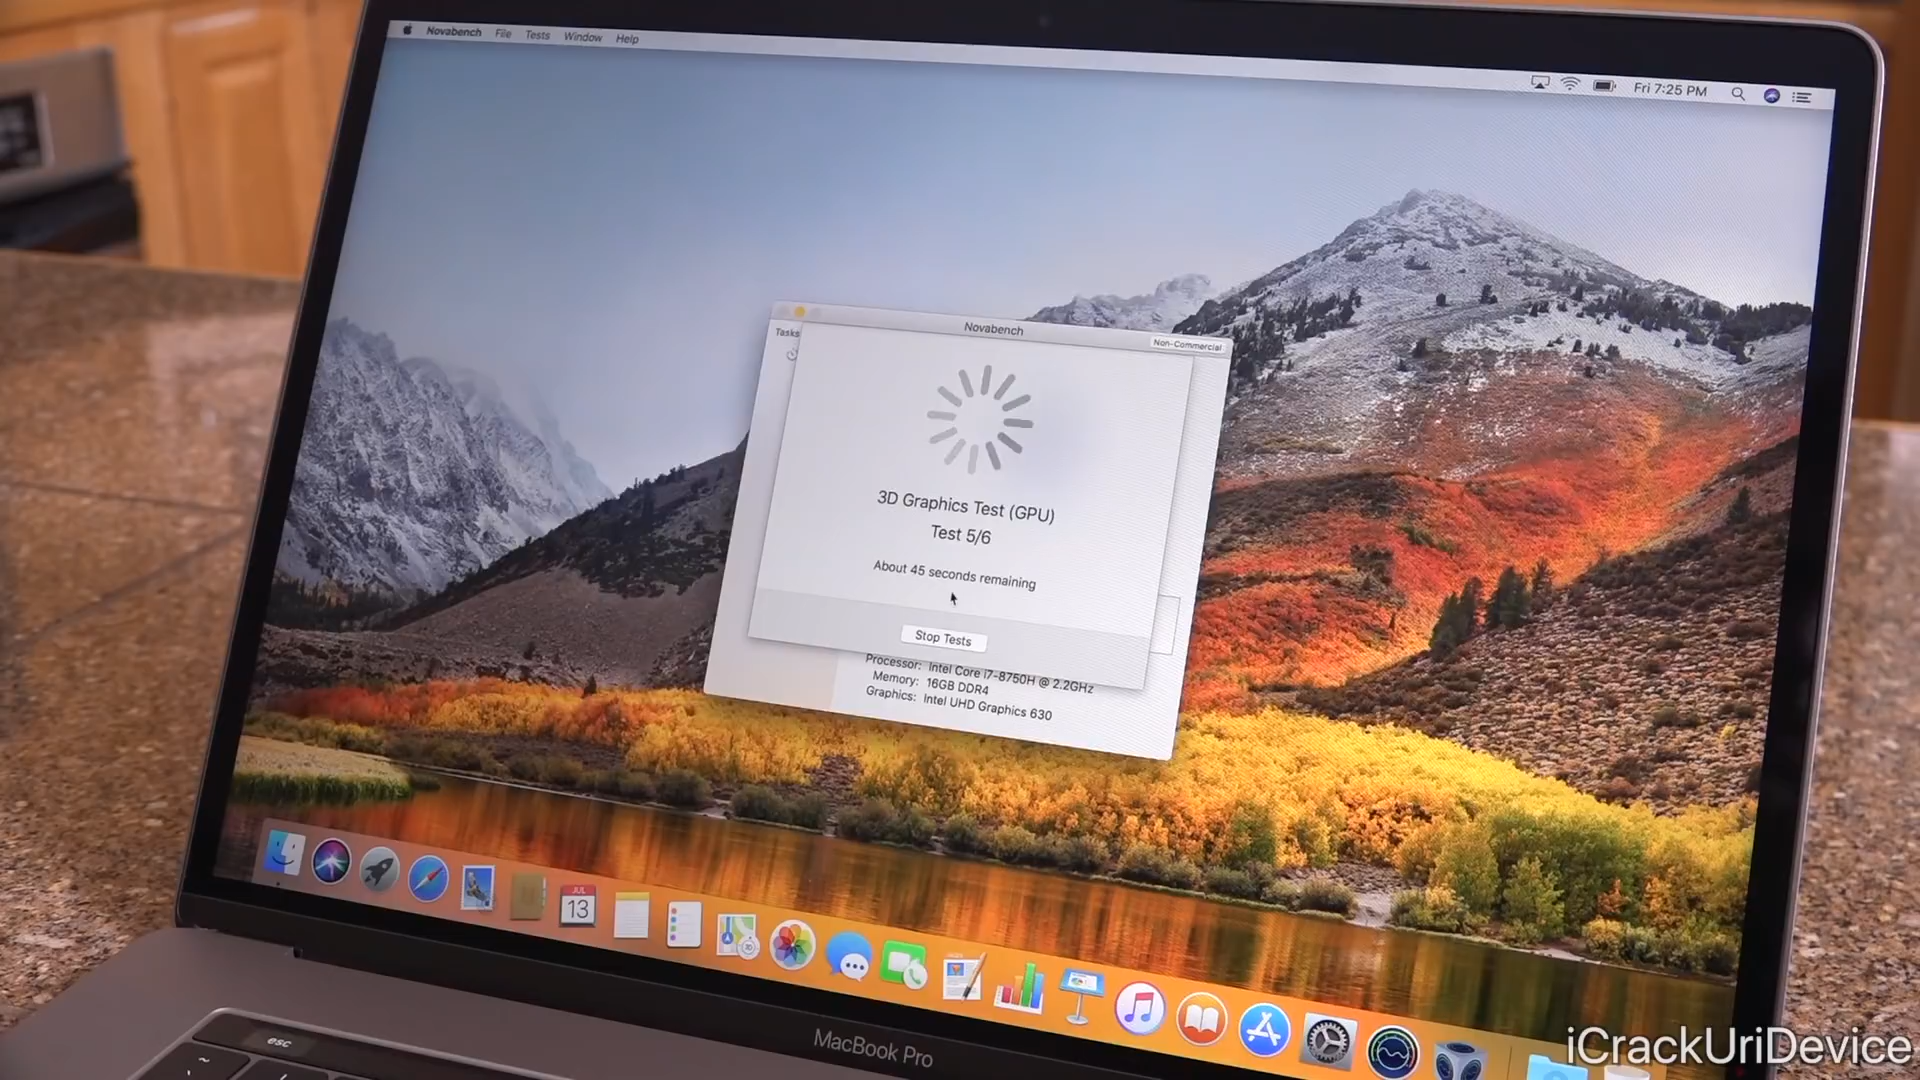 Novabench File Tests Window Help
Fri 7:25 PM
Novabench
Tasks
Non-Commercial
3D Graphics Test (GPU)
Test 5/6
About 45 seconds remaining
Stop Tests
Processor: Intel Core i7-8750H @ 2.2GHz
Memory: 16GB DDR4
Graphics: Intel UHD Graphics 630
JUL
13
MacBook Pro
esc
~
iCrackUriDevice